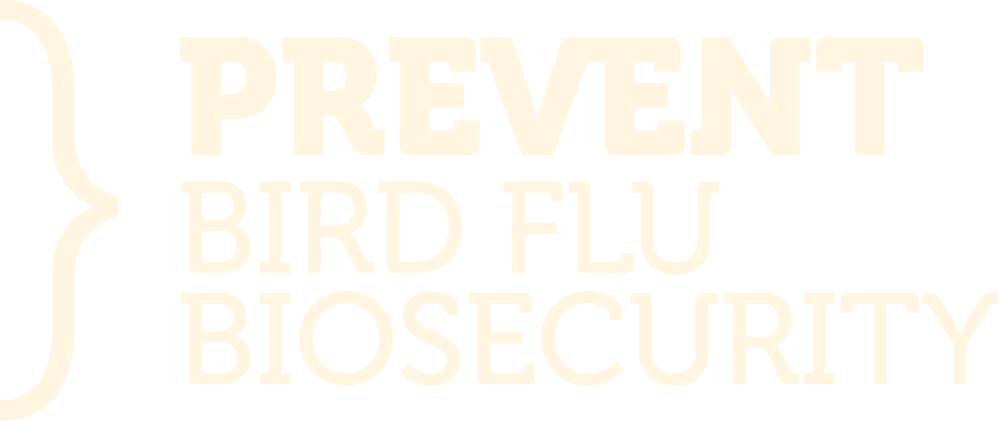 PREVENT
BIRD FLU
BIOSECURITY